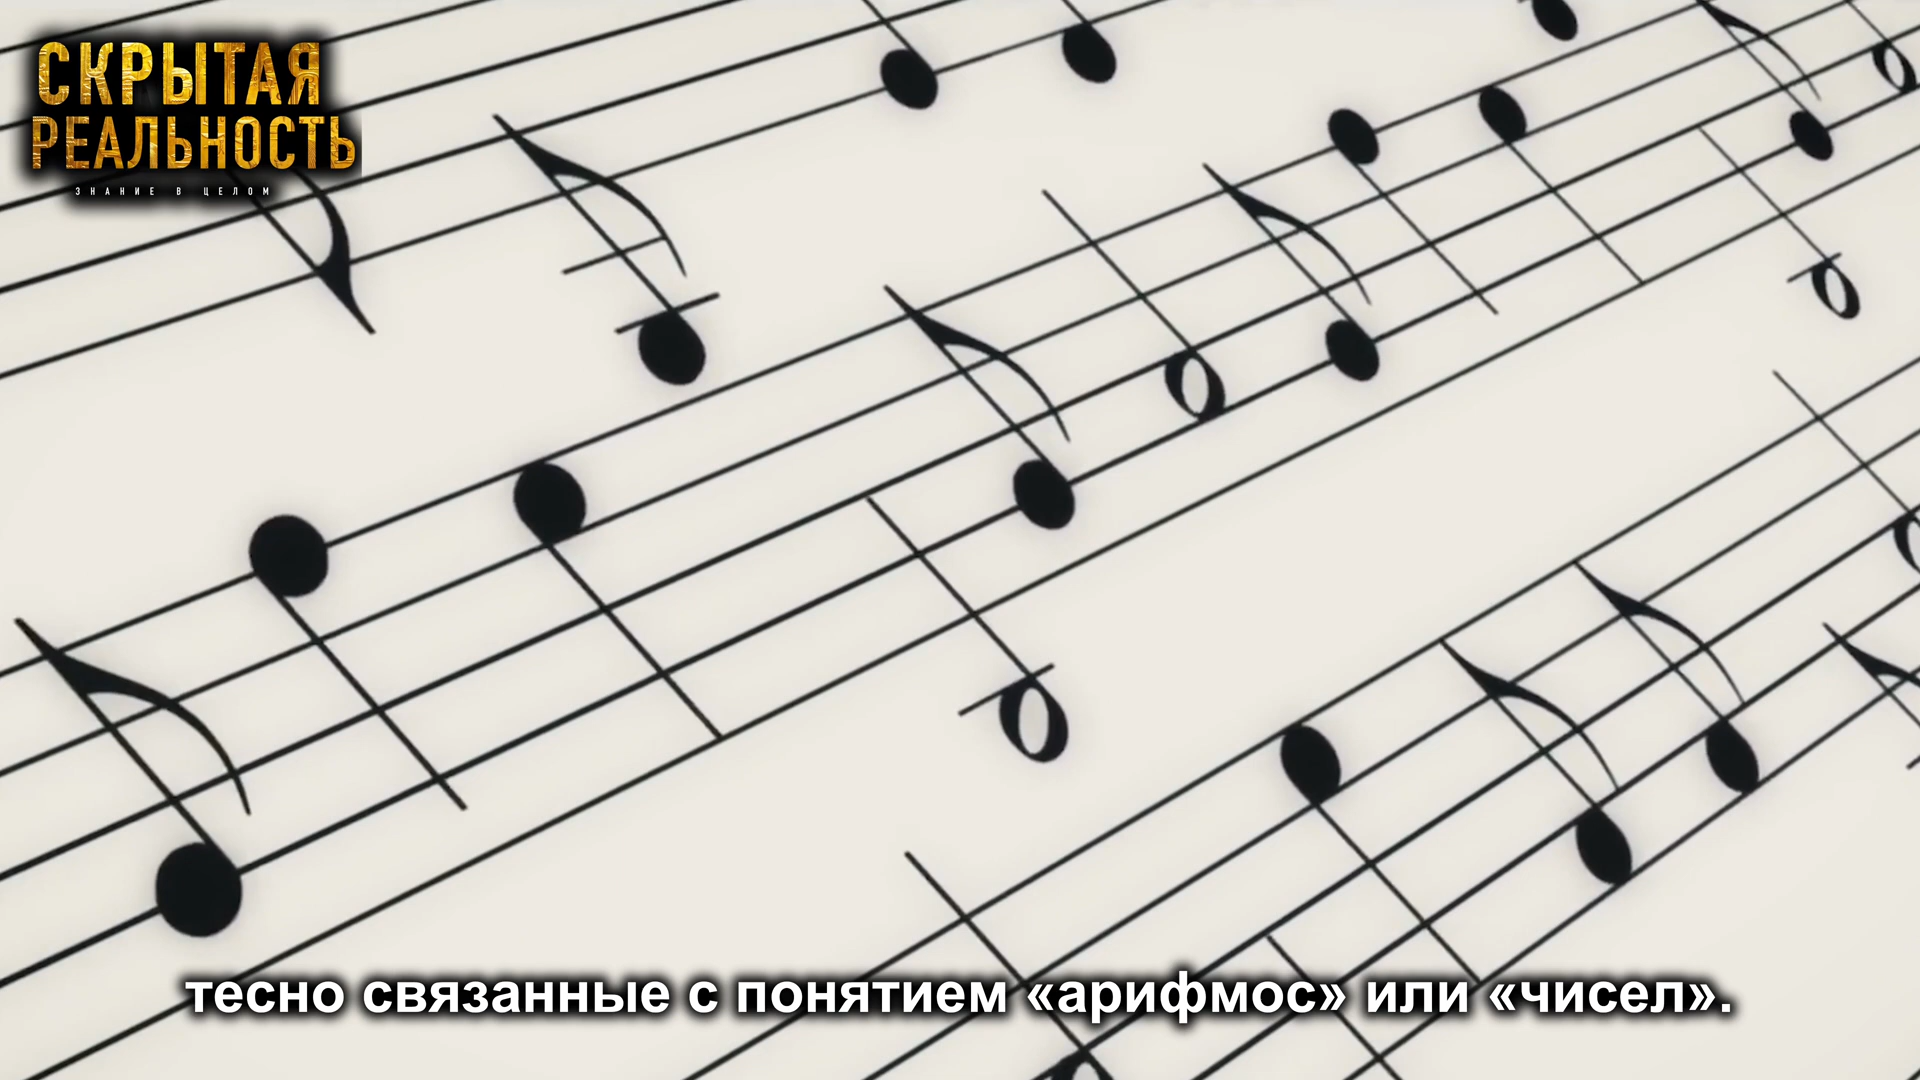 СКРЫТАЯ
РЕАЛЬНОСТЬ
ЗНАНИЕ В ЦЕЛОМ
тесно связанные с понятием «арифмос» или «чисел».